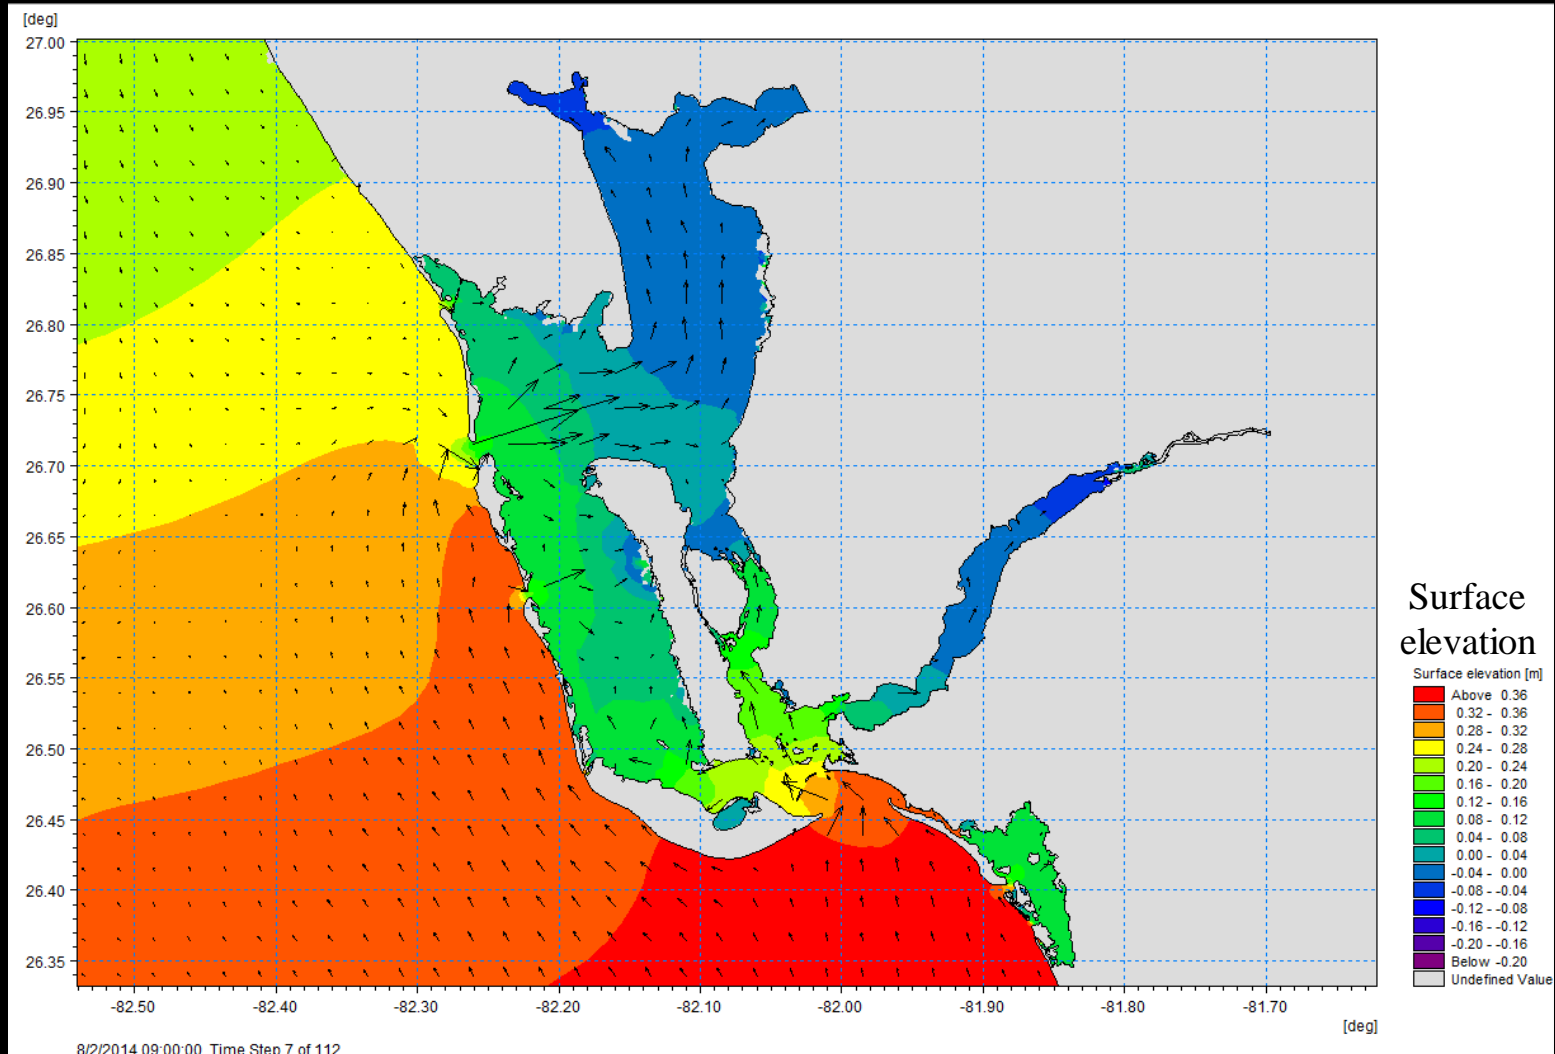 [deg]
27.00
26.95
26.90
26.85
26.80
26.75
26.70
26.65
26.60
26.55
26.50
26.45
26.40
26.35
-82.50 -82.40 -82.30 -82.20 -82.10 -82.00 -81.90 -81.80 -81.70
[deg]
8/2/2014 09:00:00 Time Step 7 of 112
Surface
elevation
Surface elevation [m]
Above 0.36
0.32 - 0.36
0.28 - 0.32
0.24 - 0.28
0.20 - 0.24
0.16 - 0.20
0.12 - 0.16
0.08 - 0.12
0.04 - 0.08
0.00 - 0.04
-0.04 - 0.00
-0.08 - -0.04
-0.12 - -0.08
-0.16 - -0.12
-0.20 - -0.16
Below -0.20
Undefined Value